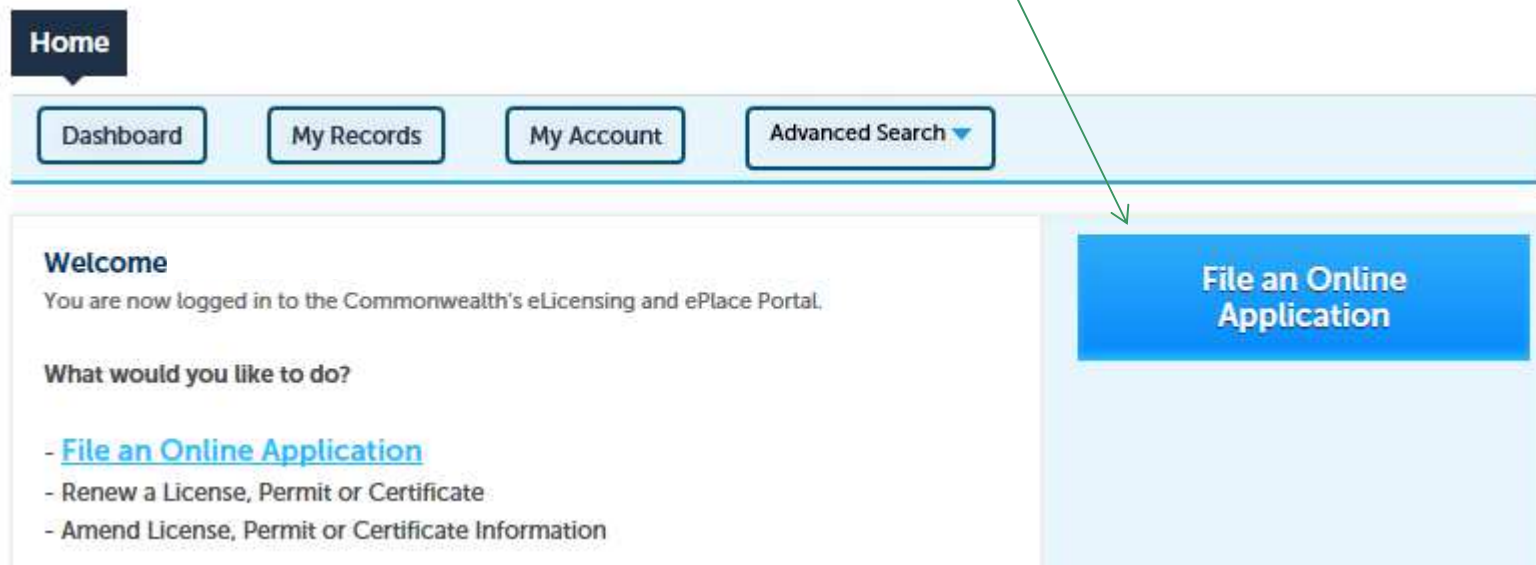 Home
Dashboard My Records My Account Advanced Search
Welcome
You are now logged in to the Commonwealth's eLicensing and ePlace Portal.
What would you like to do?
- File an Online Application
- Renew a License, Permit or Certificate
- Amend License, Permit or Certificate Information
File an Online
Application